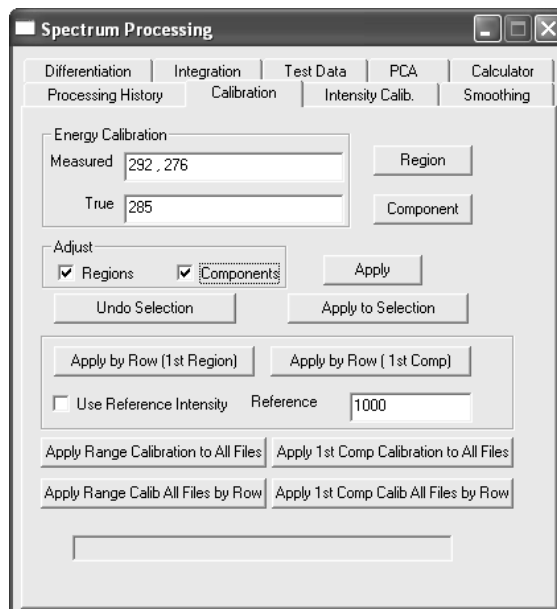 Spectrum Processing
Differentiation Integration Test Data PCA Calculator
Processing History Calibration Intensity Calib. Smoothing
Energy Calibration
Measured 292 , 276 Region
True 285 Component
Adjust
Regions Components Apply
Undo Selection Apply to Selection
Apply by Row (1st Region) Apply by Row ( 1st Comp)
Use Reference Intensity Reference 1000
Apply Range Calibration to All Files Apply 1st Comp Calibration to All Files
Apply Range Calib All Files by Row Apply 1st Comp Calib All Files by Row